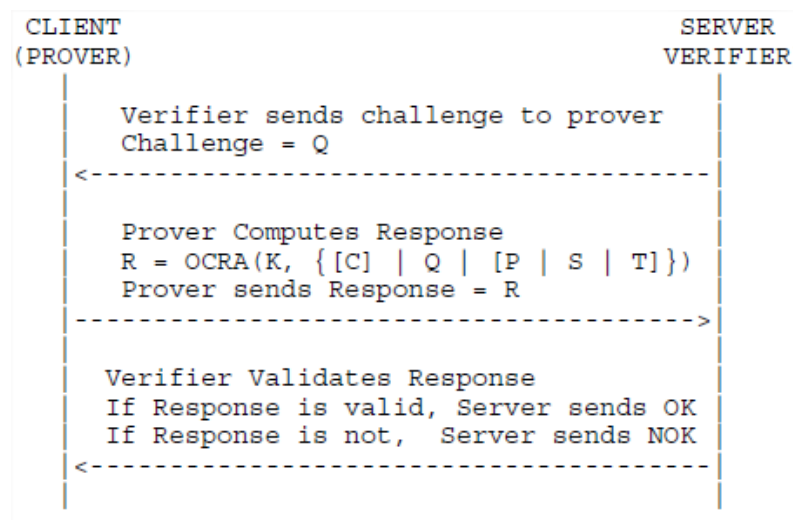 CLIENT SERVER
(PROVER) VERIFIER
Verifier sends challenge to prover
Challenge = Q
<---------------------------------------
Prover Computes Response
R = OCRA(K, {[C] | Q | [P | S | T]})
Prover sends Response = R
---------------------------------------->
Verifier Validates Response
If Response is valid, Server sends OK
If Response is not,  Server sends NOK
<---------------------------------------